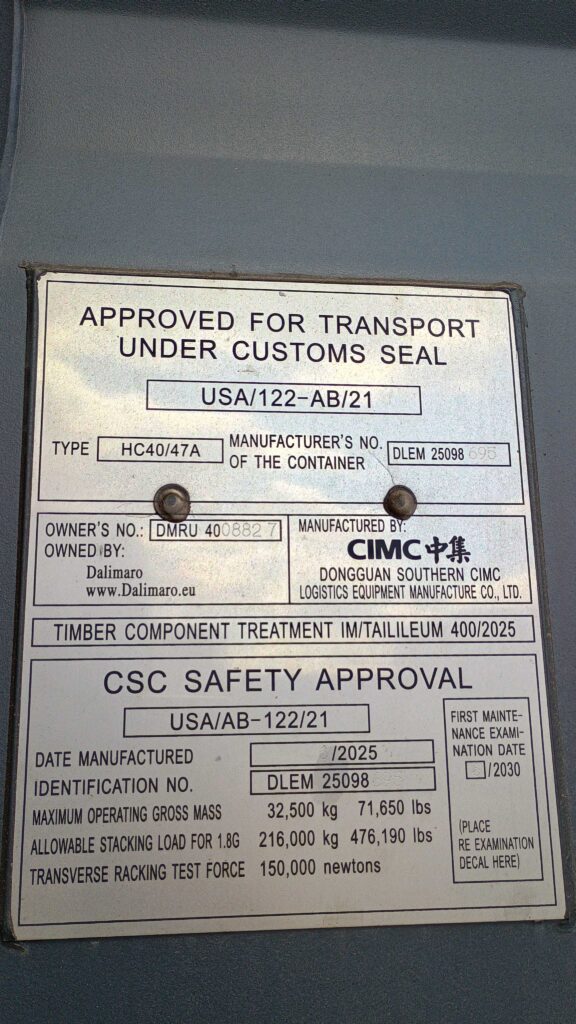 APPROVED FOR TRANSPORT
UNDER CUSTOMS SEAL
USA/122-AB/21
TYPE HC40/47A
MANUFACTURER'S NO.
OF THE CONTAINER
DLEM 25098 695
OWNER'S NO.: DMRU 400882 7
OWNED BY:
Dalimaro
www.Dalimaro.eu
MANUFACTURED BY:
CIMC 中集
DONGGUAN SOUTHERN CIMC
LOGISTICS EQUIPMENT MANUFACTURE CO., LTD.
TIMBER COMPONENT TREATMENT IM/TAILILEUM 400/2025
CSC SAFETY APPROVAL
USA/AB-122/21
DATE MANUFACTURED /2025
IDENTIFICATION NO. DLEM 25098
MAXIMUM OPERATING GROSS MASS 32,500 kg 71,650 lbs
ALLOWABLE STACKING LOAD FOR 1.8G 216,000 kg 476,190 lbs
TRANSVERSE RACKING TEST FORCE 150,000 newtons
FIRST MAINTE-
NANCE EXAMI-
NATION DATE
/2030
(PLACE
RE EXAMINATION
DECAL HERE)